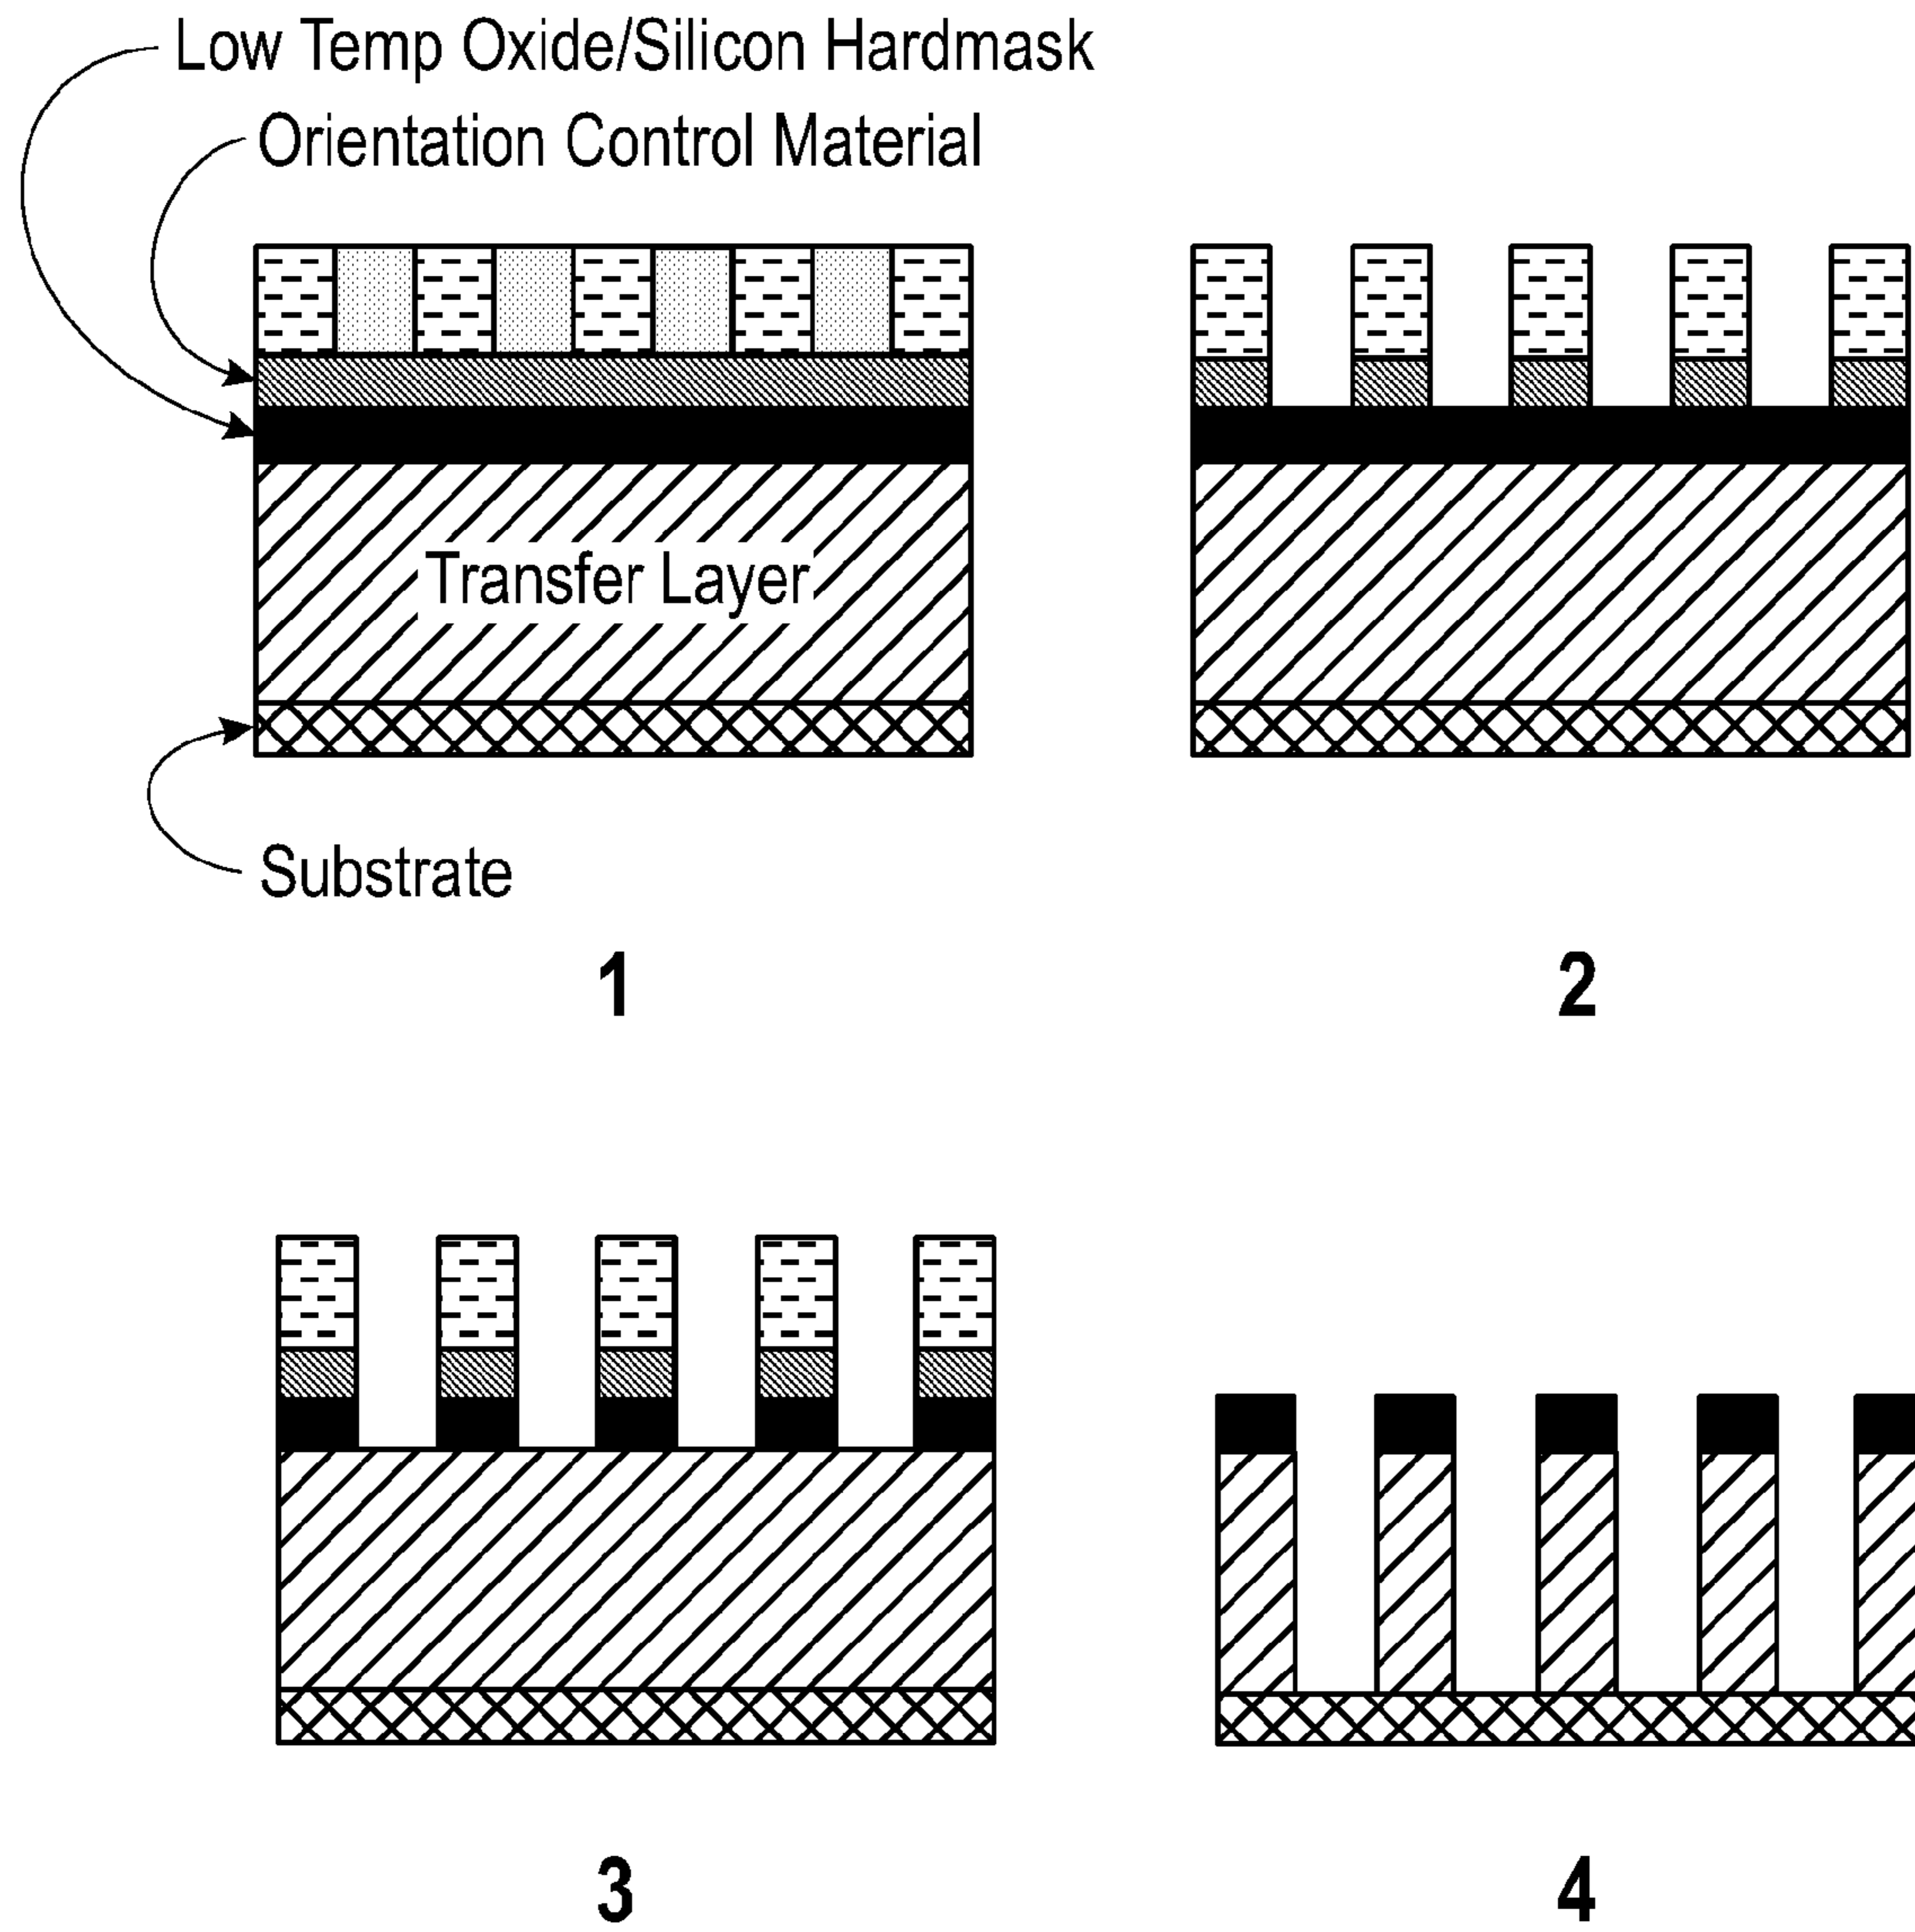 Low Temp Oxide/Silicon Hardmask
Orientation Control Material
Transfer Layer
Substrate
1
2
3
4